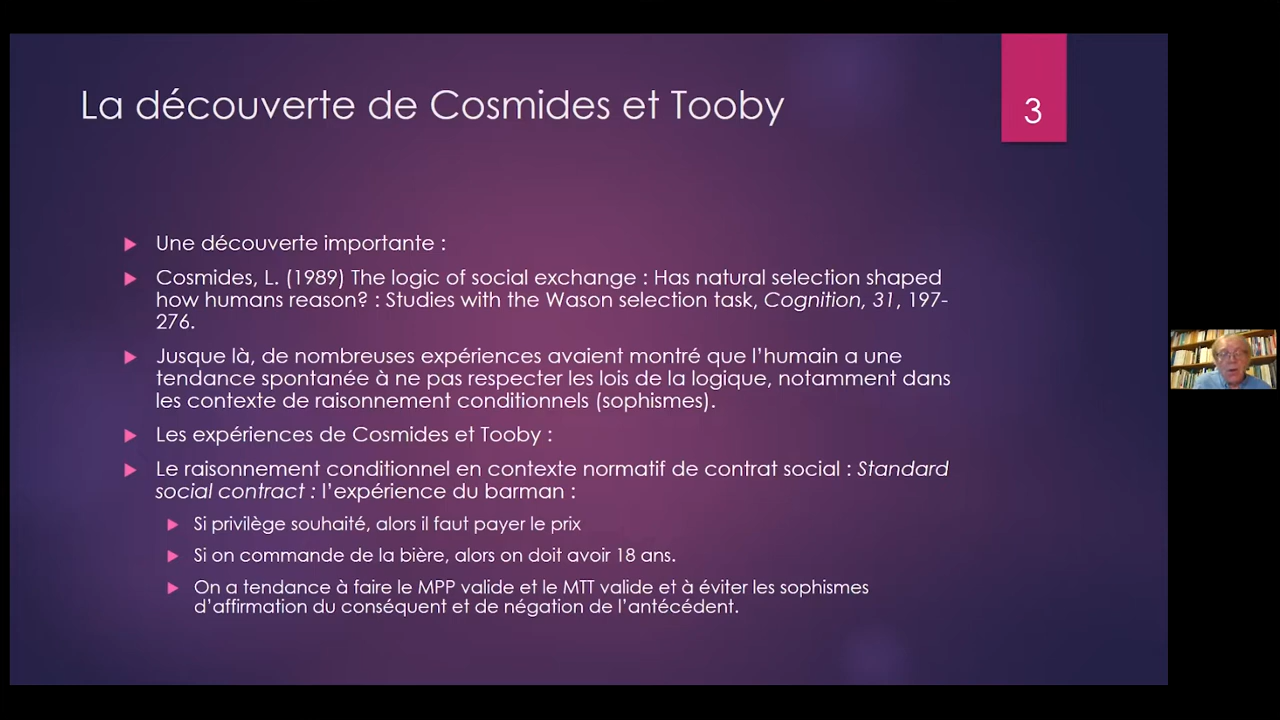 La découverte de Cosmides et Tooby
3
Une découverte importante :
Cosmides, L. (1989) The logic of social exchange : Has natural selection shaped
how humans reason? : Studies with the Wason selection task, Cognition, 31, 197-
276.
Jusque là, de nombreuses expériences avaient montré que l'humain a une
tendance spontanée à ne pas respecter les lois de la logique, notamment dans
les contexte de raisonnement conditionnels (sophismes).
Les expériences de Cosmides et Tooby :
Le raisonnement conditionnel en contexte normatif de contrat social : Standard
social contract : l'expérience du barman :
Si privilège souhaité, alors il faut payer le prix
Si on commande de la bière, alors on doit avoir 18 ans.
On a tendance à faire le MPP valide et le MTT valide et à éviter les sophismes
d'affirmation du conséquent et de négation de l'antécédent.